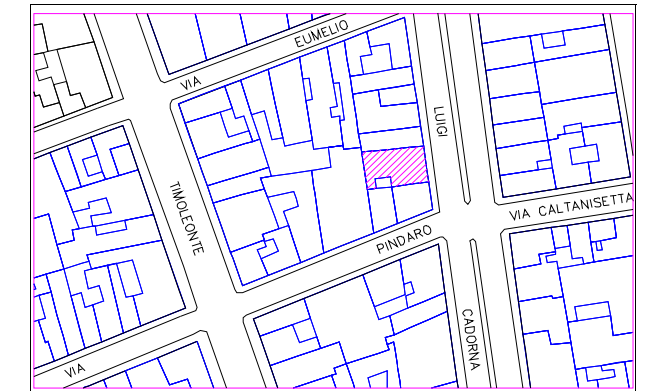 VIA EUMELIO
LUIGI
CADORNA
TIMOLEONTE
VIA CALTANISETTA
VIA PINDARO